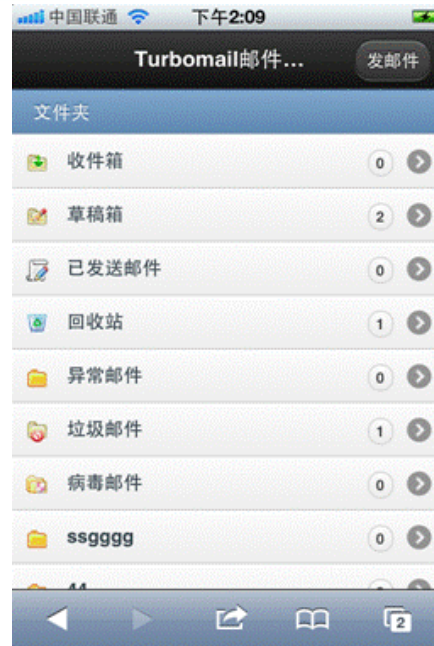 中国联通 下午2:09
Turbomail邮件... 发邮件
文件夹
收件箱 0
草稿箱 2
已发送邮件 0
回收站 1
异常邮件 0
垃圾邮件 1
病毒邮件 0
ssgggg 0
2